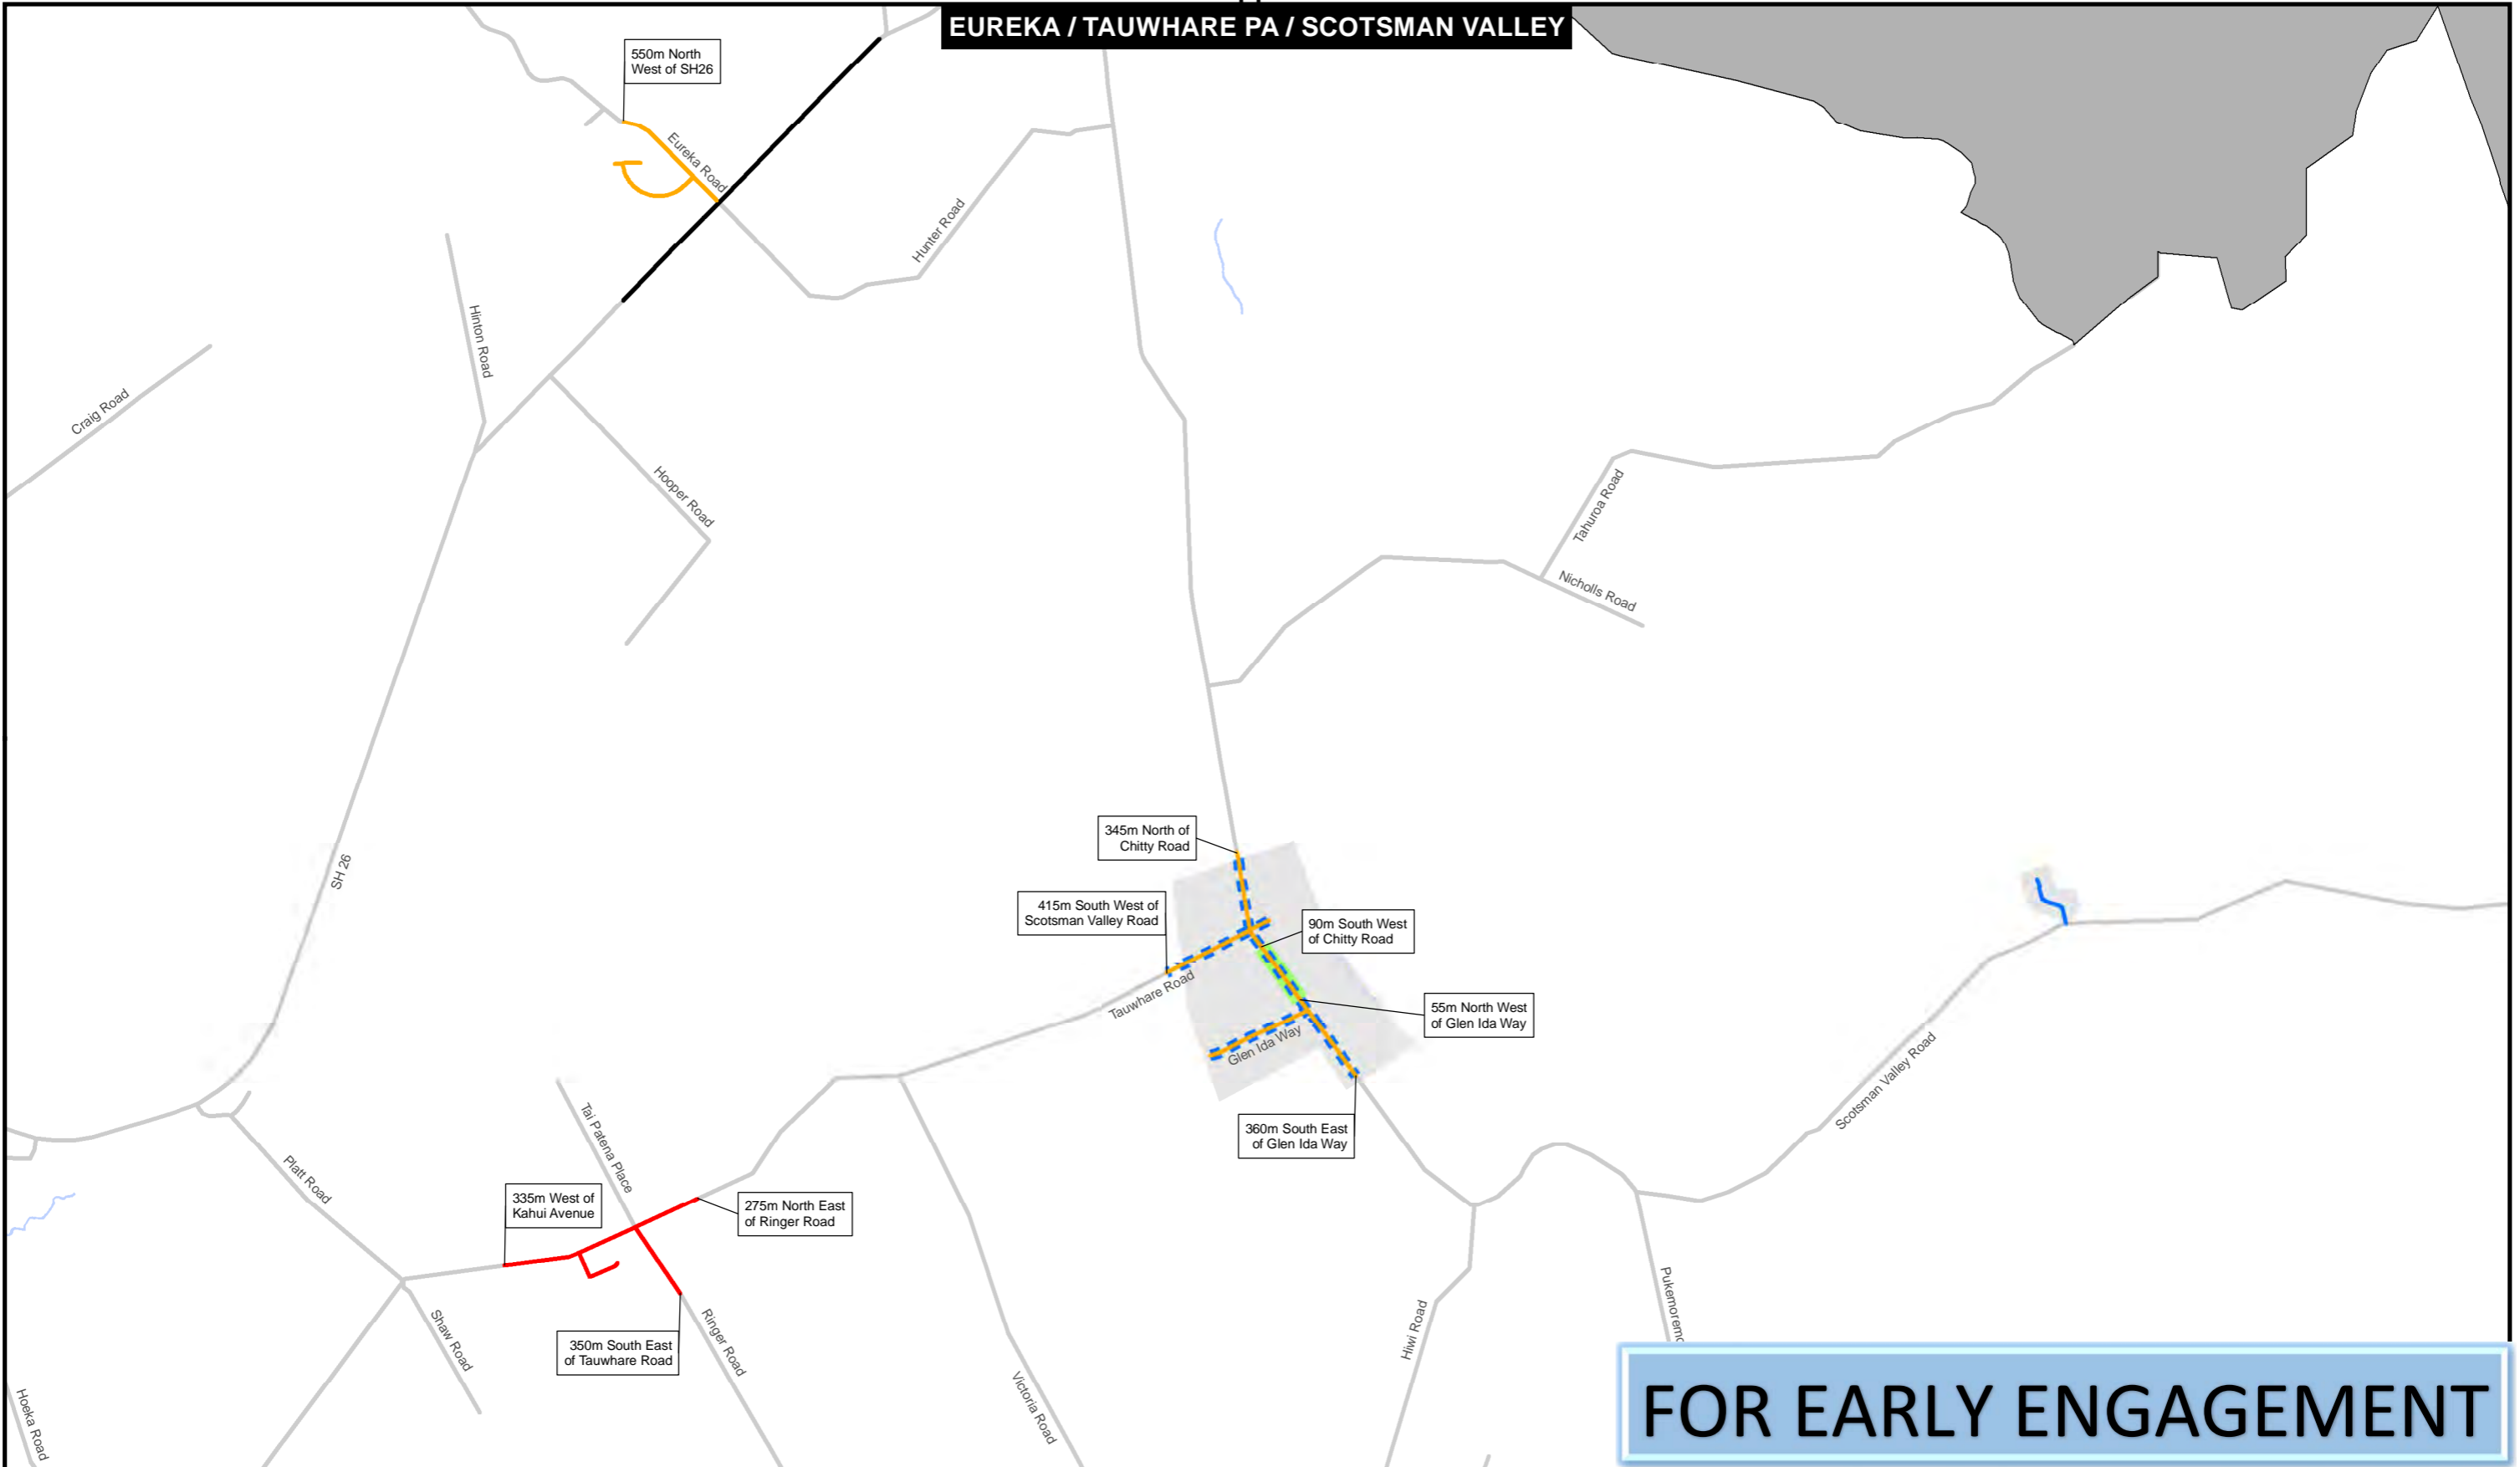 EUREKA / TAUWHARE PA / SCOTSMAN VALLEY
550m North
West of SH26
Eureka Road
Hunter Road
Hinton Road
Craig Road
Hooper Road
Tahuroa Road
Nicholls Road
SH 26
345m North of
Chitty Road
415m South West of
Scotsman Valley Road
90m South West
of Chitty Road
Tauwhare Road
55m North West
of Glen Ida Way
Glen Ida Way
Scotsman Valley Road
360m South East
of Glen Ida Way
Tai Patena Place
Platt Road
335m West of
Kahui Avenue
275m North East
of Ringer Road
350m South East
of Tauwhare Road
Shaw Road
Ringer Road
Hoeka Road
Victoria Road
Hiwi Road
Pukemoremo
FOR EARLY ENGAGEMENT